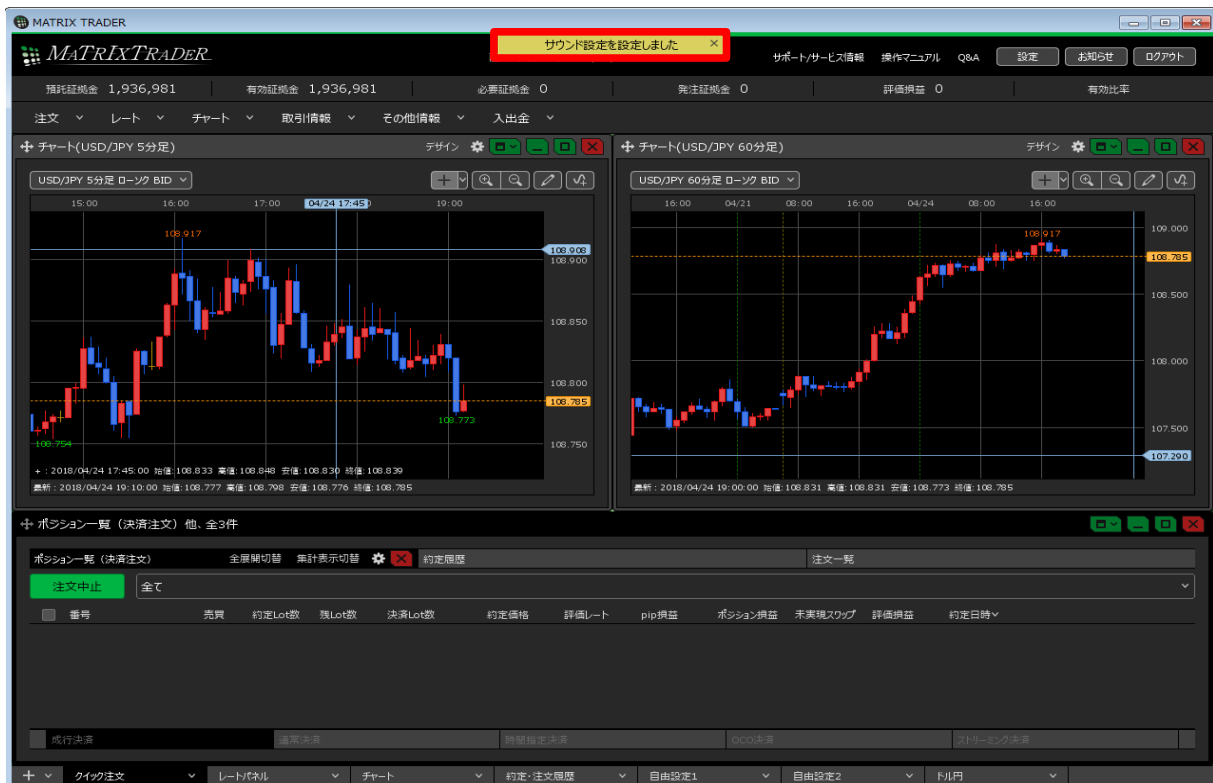 MATRIX TRADER
MATRIXTRADER
サウンド設定を設定しました ×
サポート/サービス情報 操作マニュアル Q&A 設定 お知らせ ログアウト
預託証拠金 1,936,981 有効証拠金 1,936,981 必要証拠金 0 発注証拠金 0 評価損益 0 有効比率
注文 レート チャート 取引情報 その他情報 入出金
チャート(USD/JPY 5分足) デザイン
USD/JPY 5分足 ローソク BID
15:00 16:00 17:00 04/24 17:45 19:00
108.917
108.908
108.900
108.850
108.800
108.785
108.773
108.754
108.750
+ : 2018/04/24 17:45:00 始値:108.833 高値:108.848 安値:108.830 終値:108.839
最新 : 2018/04/24 19:10:00 始値:108.777 高値:108.798 安値:108.776 終値:108.785
チャート(USD/JPY 60分足) デザイン
USD/JPY 60分足 ローソク BID
16:00 04/21 08:00 16:00 04/24 08:00 16:00
108.917
109.000
108.785
108.500
108.000
107.500
107.290
最新 : 2018/04/24 19:00:00 始値:108.831 高値:108.831 安値:108.773 終値:108.785
ポジション一覧（決済注文）他、全3件
ポジション一覧（決済注文） 全展開切替 集計表示切替 約定履歴 注文一覧
注文中止 全て
番号 売買 約定Lot数 残Lot数 決済Lot数 約定価格 評価レート pip損益 ポジション損益 未実現スワップ 評価損益 約定日時
成行決済 通常決済 時間指定決済 OCO決済 ストリーミング決済
+ クイック注文 レートパネル チャート 約定・注文履歴 自由設定1 自由設定2 ドル円